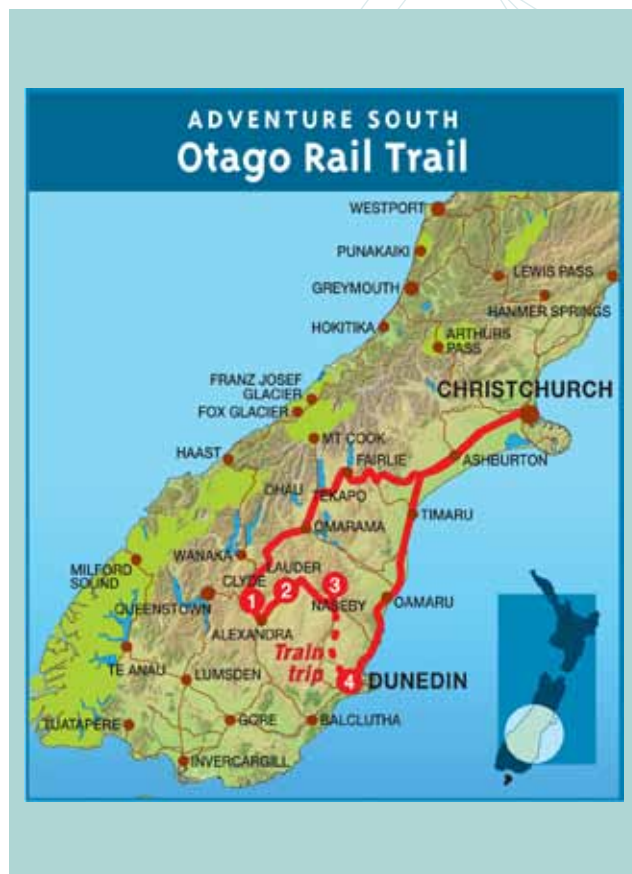 ADVENTURE SOUTH
Otago Rail Trail
WESTPORT
PUNAKAIKI
LEWIS PASS
GREYMOUTH
HANMER SPRINGS
HOKITIKA
ARTHURS
PASS
FRANZ JOSEF
GLACIER
CHRISTCHURCH
FOX GLACIER
MT COOK
HAAST
FAIRLIE
ASHBURTON
OHAU
TEKAPO
TIMARU
OMARAMA
WANAKA
LAUDER
MILFORD
SOUND
CLYDE
1
2
3
QUEENSTOWN
NASEBY
OAMARU
ALEXANDRA
Train
trip
TE ANAU
LUMSDEN
4
DUNEDIN
TUATAPERE
GORE
BALCLUTHA
INVERCARGILL